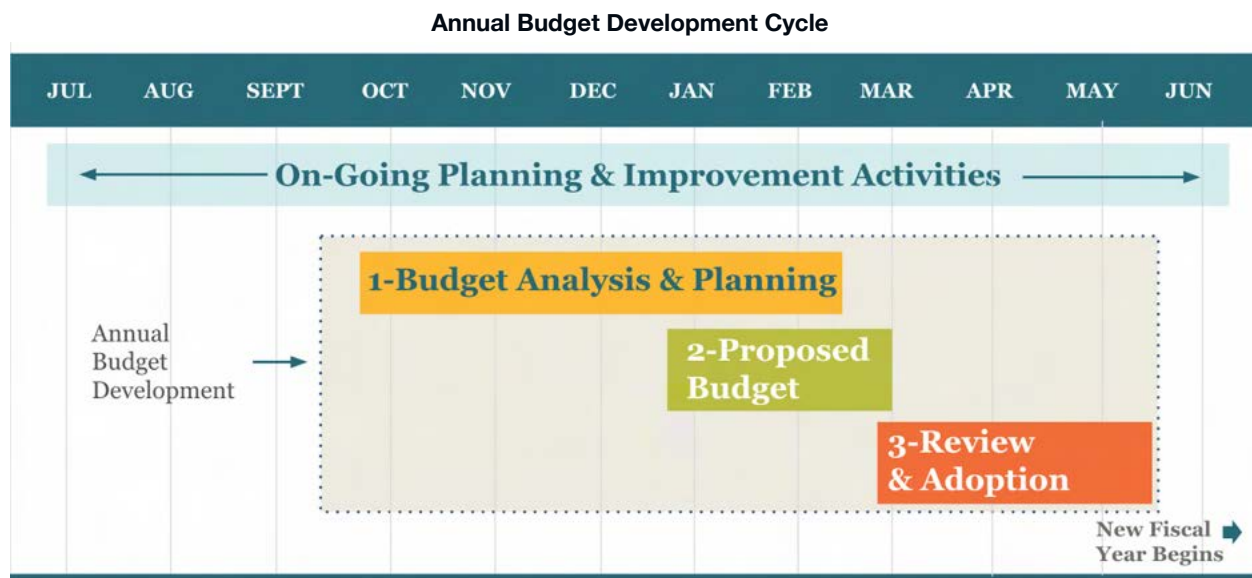 Annual Budget Development Cycle
JUL AUG SEPT OCT NOV DEC JAN FEB MAR APR MAY JUN
On-Going Planning & Improvement Activities
1-Budget Analysis & Planning
Annual
Budget
Development
2-Proposed
Budget
3-Review
& Adoption
New Fiscal
Year Begins